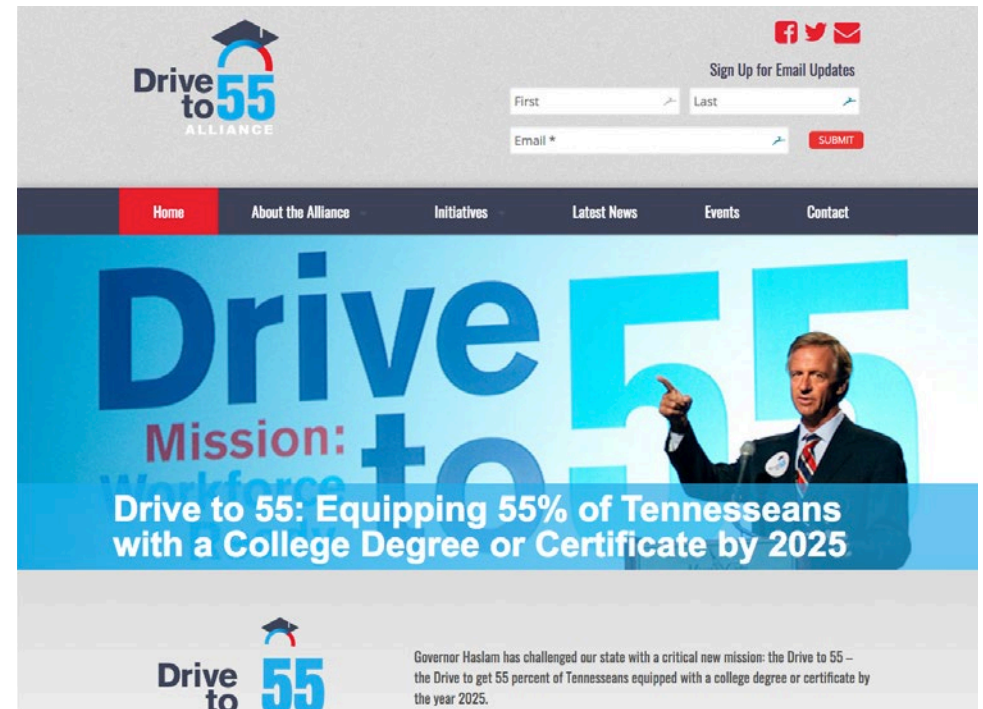 Drive
to 55
ALLIANCE
Sign Up for Email Updates
First
Last
Email *
SUBMIT
Home
About the Alliance
Initiatives
Latest News
Events
Contact
Drive
to 55
Mission:
Workforce
Drive to 55: Equipping 55% of Tennesseans
with a College Degree or Certificate by 2025
Drive
to 55
Governor Haslam has challenged our state with a critical new mission: the Drive to 55 –
the Drive to get 55 percent of Tennesseans equipped with a college degree or certificate by
the year 2025.